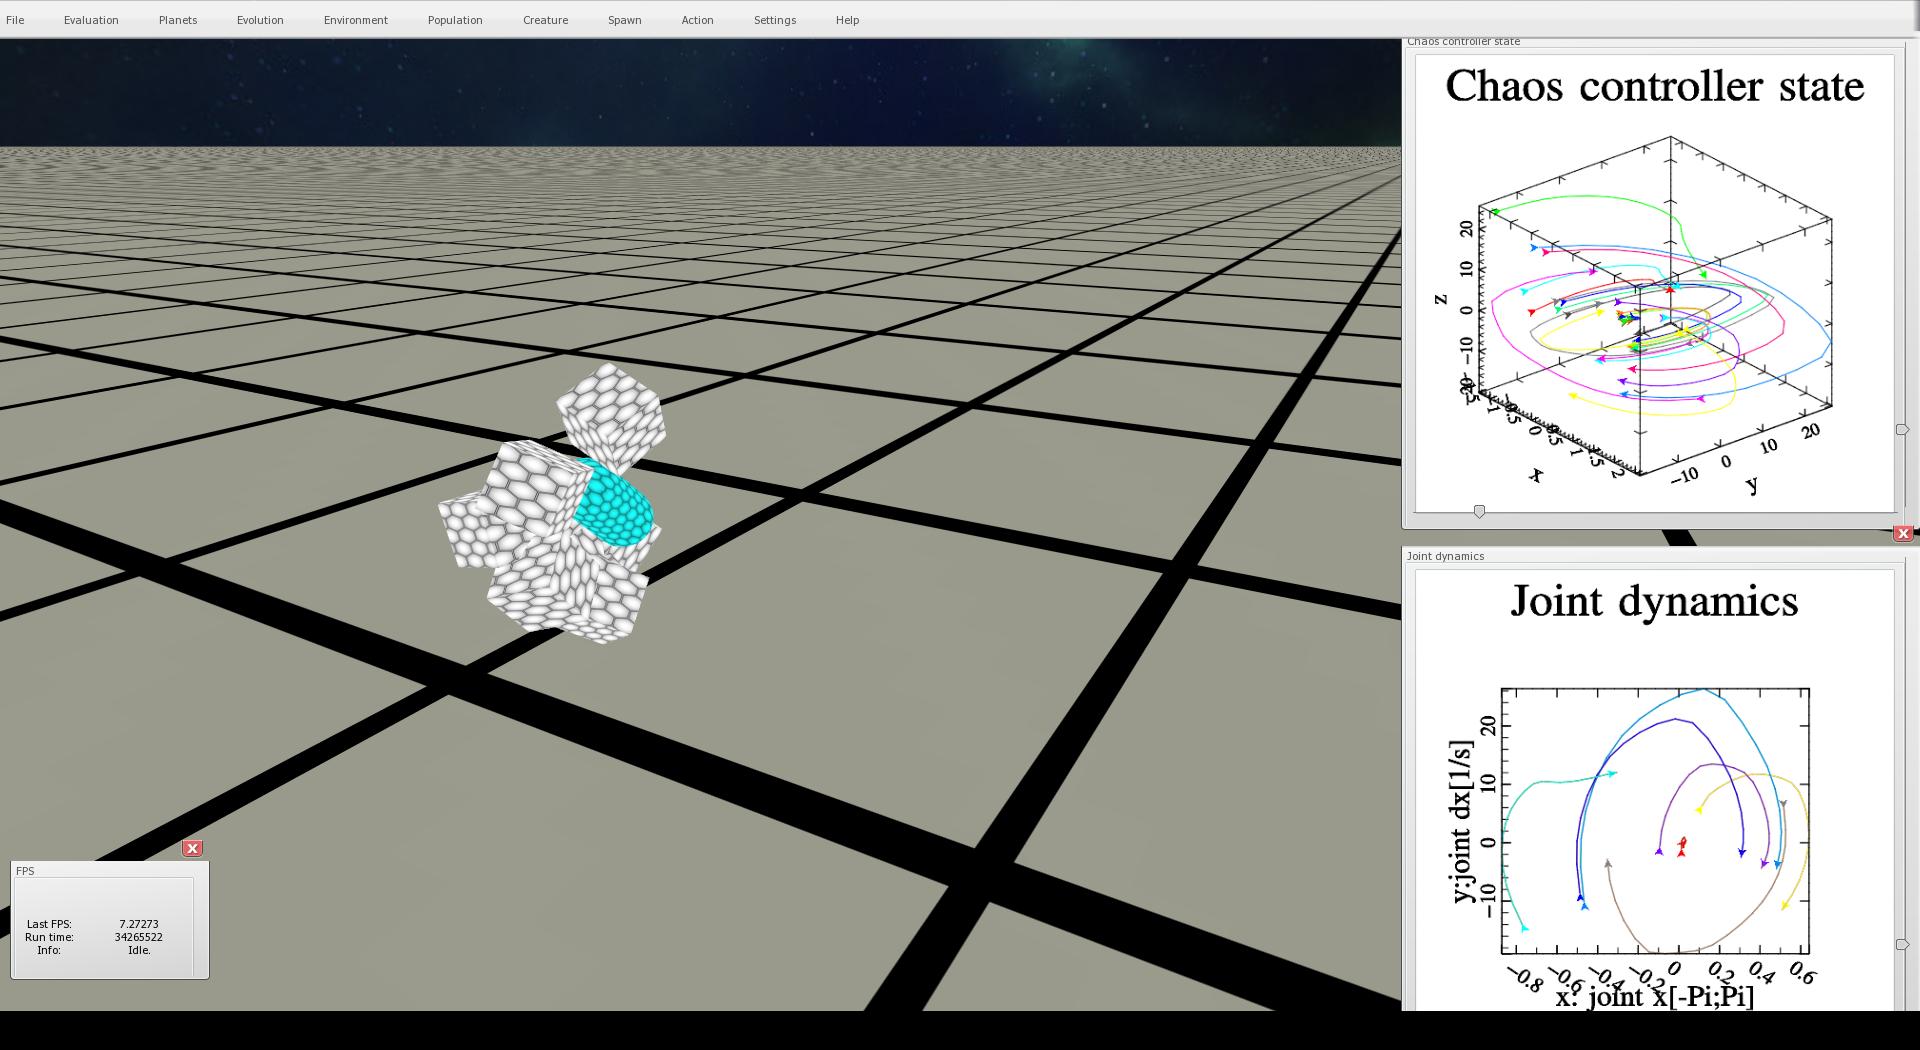 File Evaluation Planets Evolution Environment Population Creature Spawn Action Settings Help
Chaos controller state
Chaos controller state
20
10
0
−10
z
x
−10 0 10 20
y
Joint dynamics
Joint dynamics
20
10
0
−10
y:joint dx[1/s]
−0.8 −0.6 −0.4 −0.2 0 0.2 0.4 0.6
x: joint x[-Pi;Pi]
FPS
Last FPS: 7.27273
Run time: 34265522
Info: Idle.